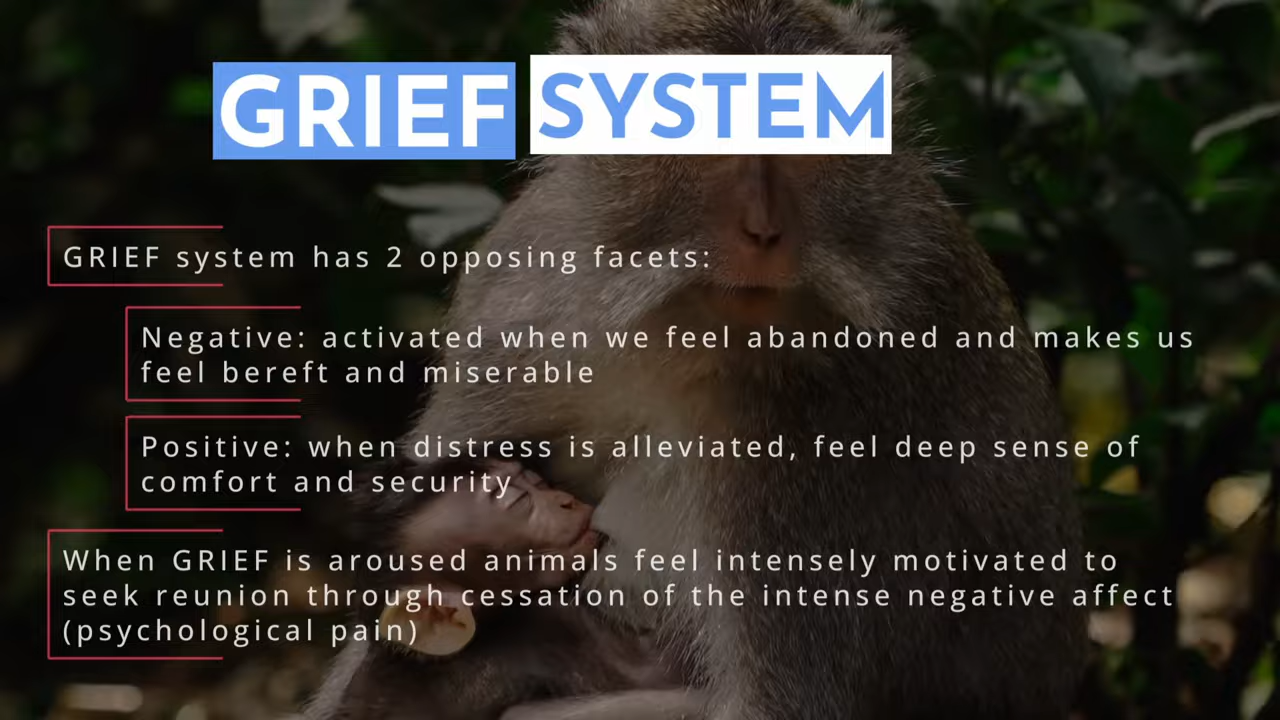 GRIEF SYSTEM
GRIEF system has 2 opposing facets:
Negative: activated when we feel abandoned and makes us
feel bereft and miserable
Positive: when distress is alleviated, feel deep sense of
comfort and security
When GRIEF is aroused animals feel intensely motivated to
seek reunion through cessation of the intense negative affect
(psychological pain)